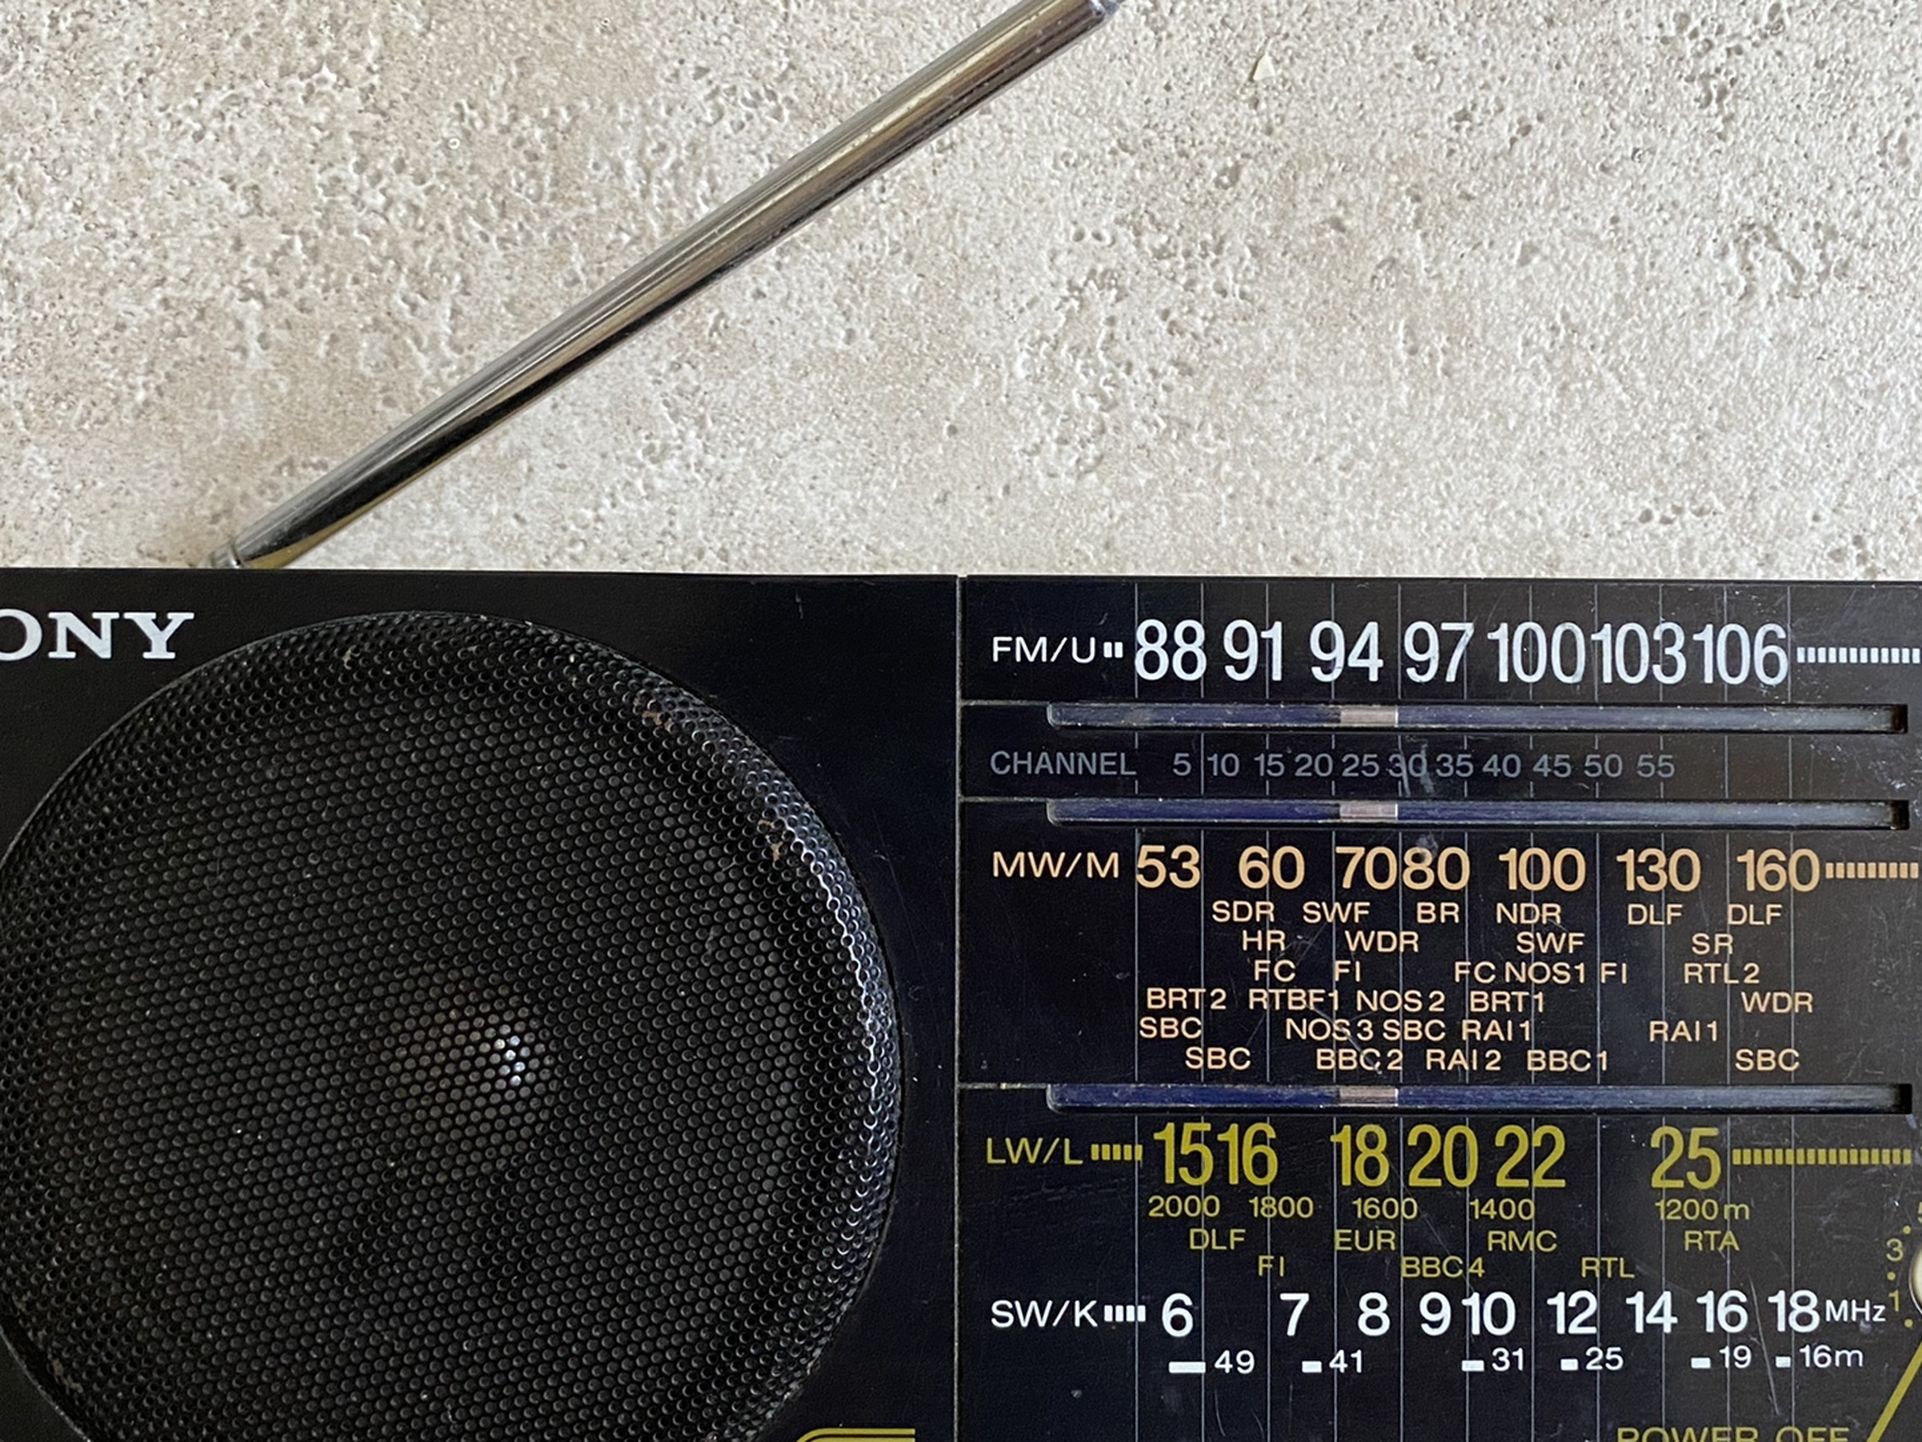 ONY
FM/U 88 91 94 97 100 103 106
CHANNEL 5 10 15 20 25 30 35 40 45 50 55
MW/M 53 60 70 80 100 130 160
SDR SWF BR NDR DLF DLF
HR WDR SWF SR
FC FI FC NOS1 FI RTL2
BRT2 RTBF1 NOS2 BRT1 WDR
SBC NOS3 SBC RAI1 RAI1
SBC BBC2 RAI2 BBC1 SBC
LW/L 15 16 18 20 22 25
2000 1800 1600 1400 1200m
DLF EUR RMC RTA
FI BBC4 RTL
3
SW/K 6 7 8 9 10 12 14 16 18 MHz
1
49 41 31 25 19 16m
POWER OFF